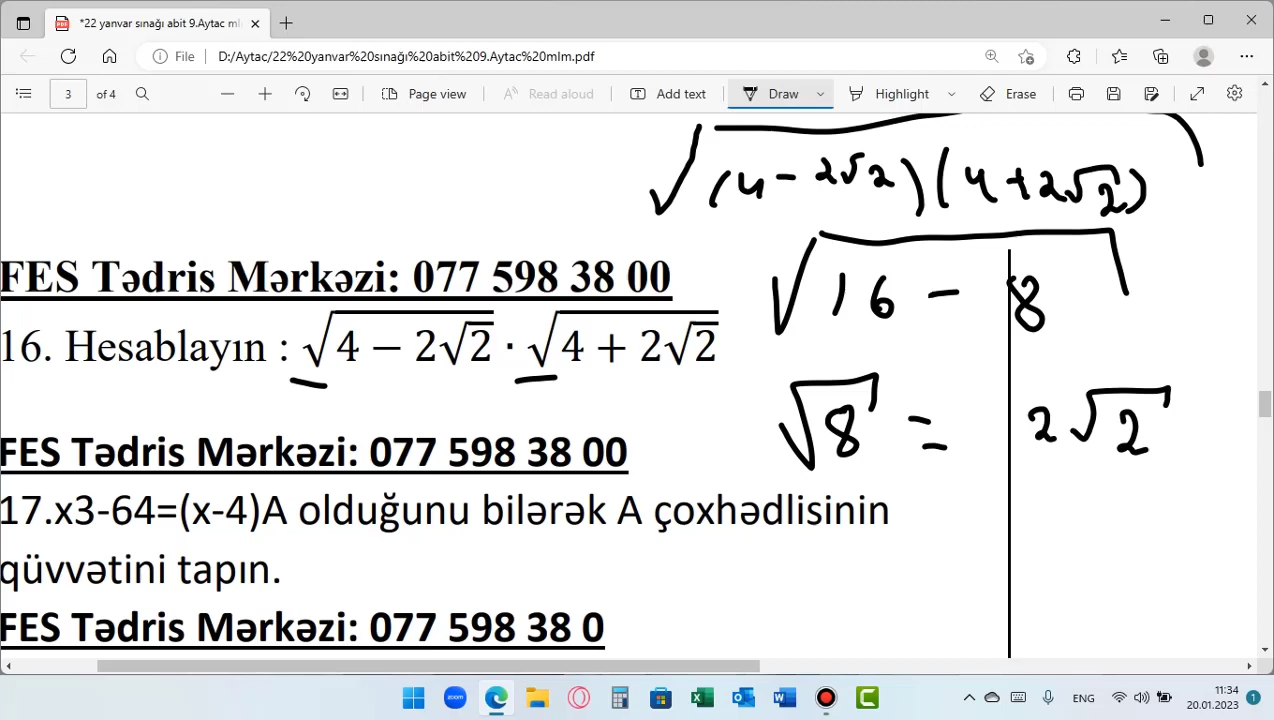 *22 yanvar sınağı abit 9.Aytac ml
File D:/Aytac/22%20yanvar%20sınağı%20abit%209.Aytac%20mlm.pdf
3 of 4 Page view Read aloud Add text Draw Highlight Erase
√(4 - 2√2)(4 + 2√2)
√16 - 8
FES Tədris Mərkəzi: 077 598 38 00
16. Hesablayın : √4 − 2√2 · √4 + 2√2
√8 = 2√2
FES Tədris Mərkəzi: 077 598 38 00
17.x3-64=(x-4)A olduğunu bilərək A çoxhədlisinin
qüvvətini tapın.
FES Tədris Mərkəzi: 077 598 38 0
zoom ENG 11:34
20.01.2023 1